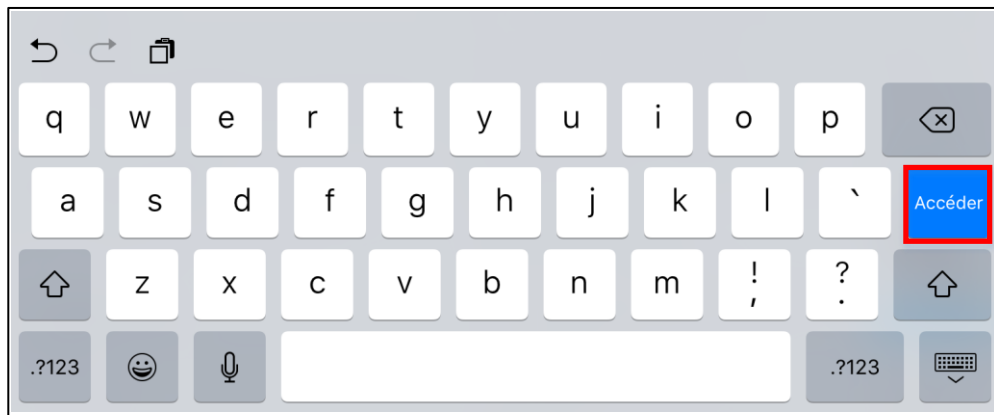 q w e r t y u i o p
a s d f g h j k l ` Accéder
z x c v b n m ! , ? .
.?123 .?123